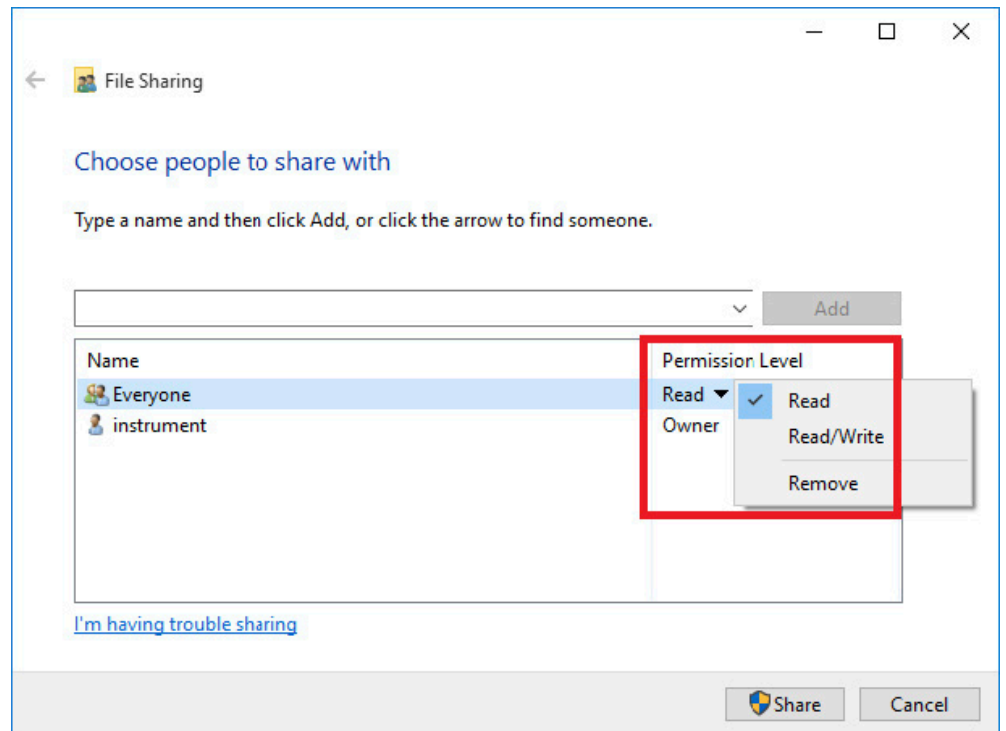 File Sharing
Choose people to share with
Type a name and then click Add, or click the arrow to find someone.
Add
Name Permission Level
Everyone Read
Read
instrument Owner
Read/Write
Remove
I'm having trouble sharing
Share Cancel